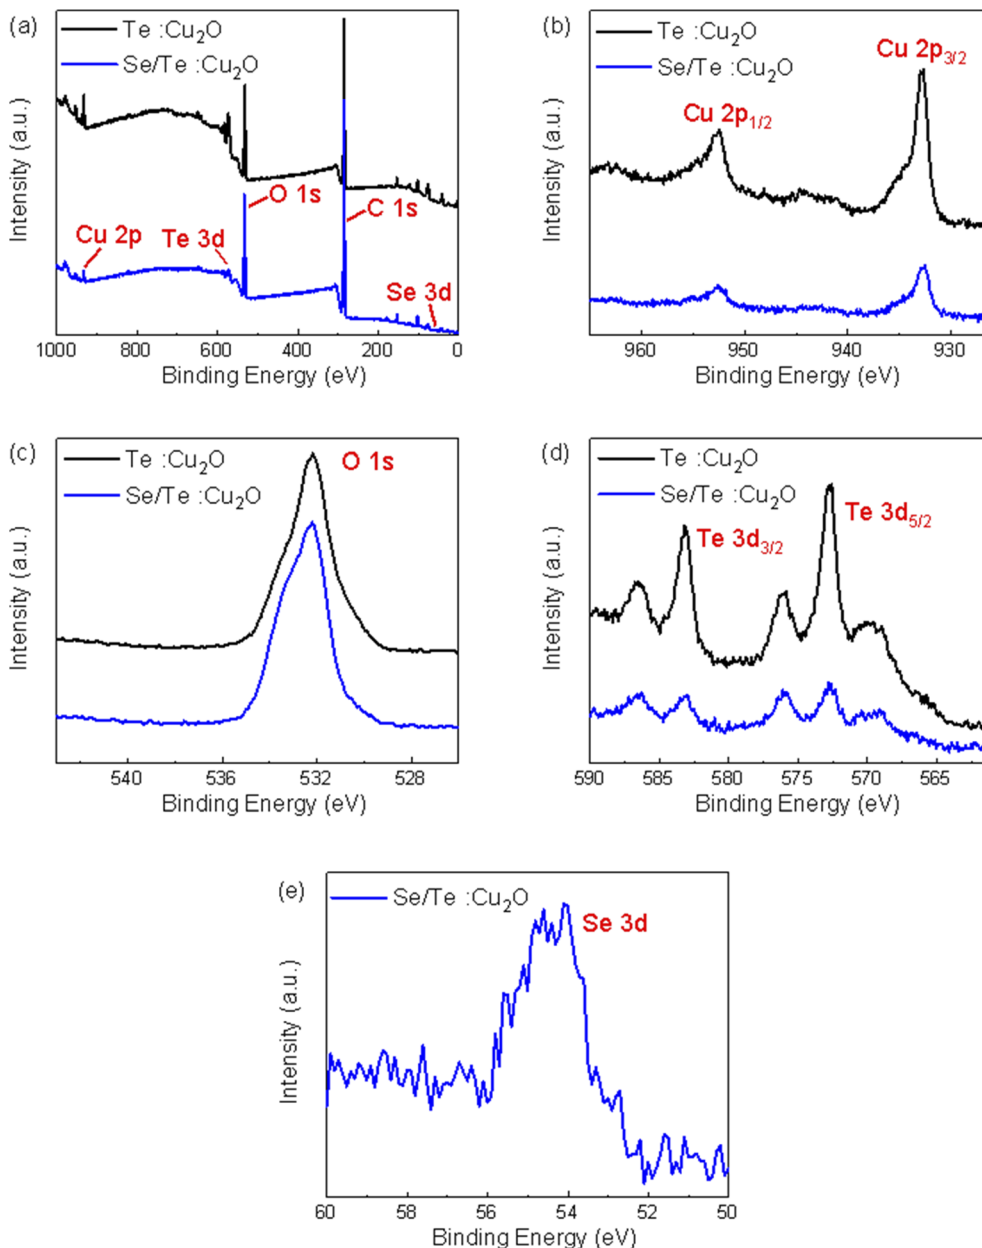 (a)
Te :Cu₂O
Se/Te :Cu₂O
Intensity (a.u.)
O 1s
C 1s
Cu 2p
Te 3d
Se 3d
1000 800 600 400 200 0
Binding Energy (eV)
(b)
Te :Cu₂O
Se/Te :Cu₂O
Cu 2p₃/₂
Cu 2p₁/₂
Intensity (a.u.)
960 950 940 930
Binding Energy (eV)
(c)
Te :Cu₂O
Se/Te :Cu₂O
O 1s
Intensity (a.u.)
540 536 532 528
Binding Energy (eV)
(d)
Te :Cu₂O
Se/Te :Cu₂O
Te 3d₅/₂
Te 3d₃/₂
Intensity (a.u.)
590 585 580 575 570 565
Binding Energy (eV)
(e)
Se/Te :Cu₂O
Se 3d
Intensity (a.u.)
60 58 56 54 52 50
Binding Energy (eV)